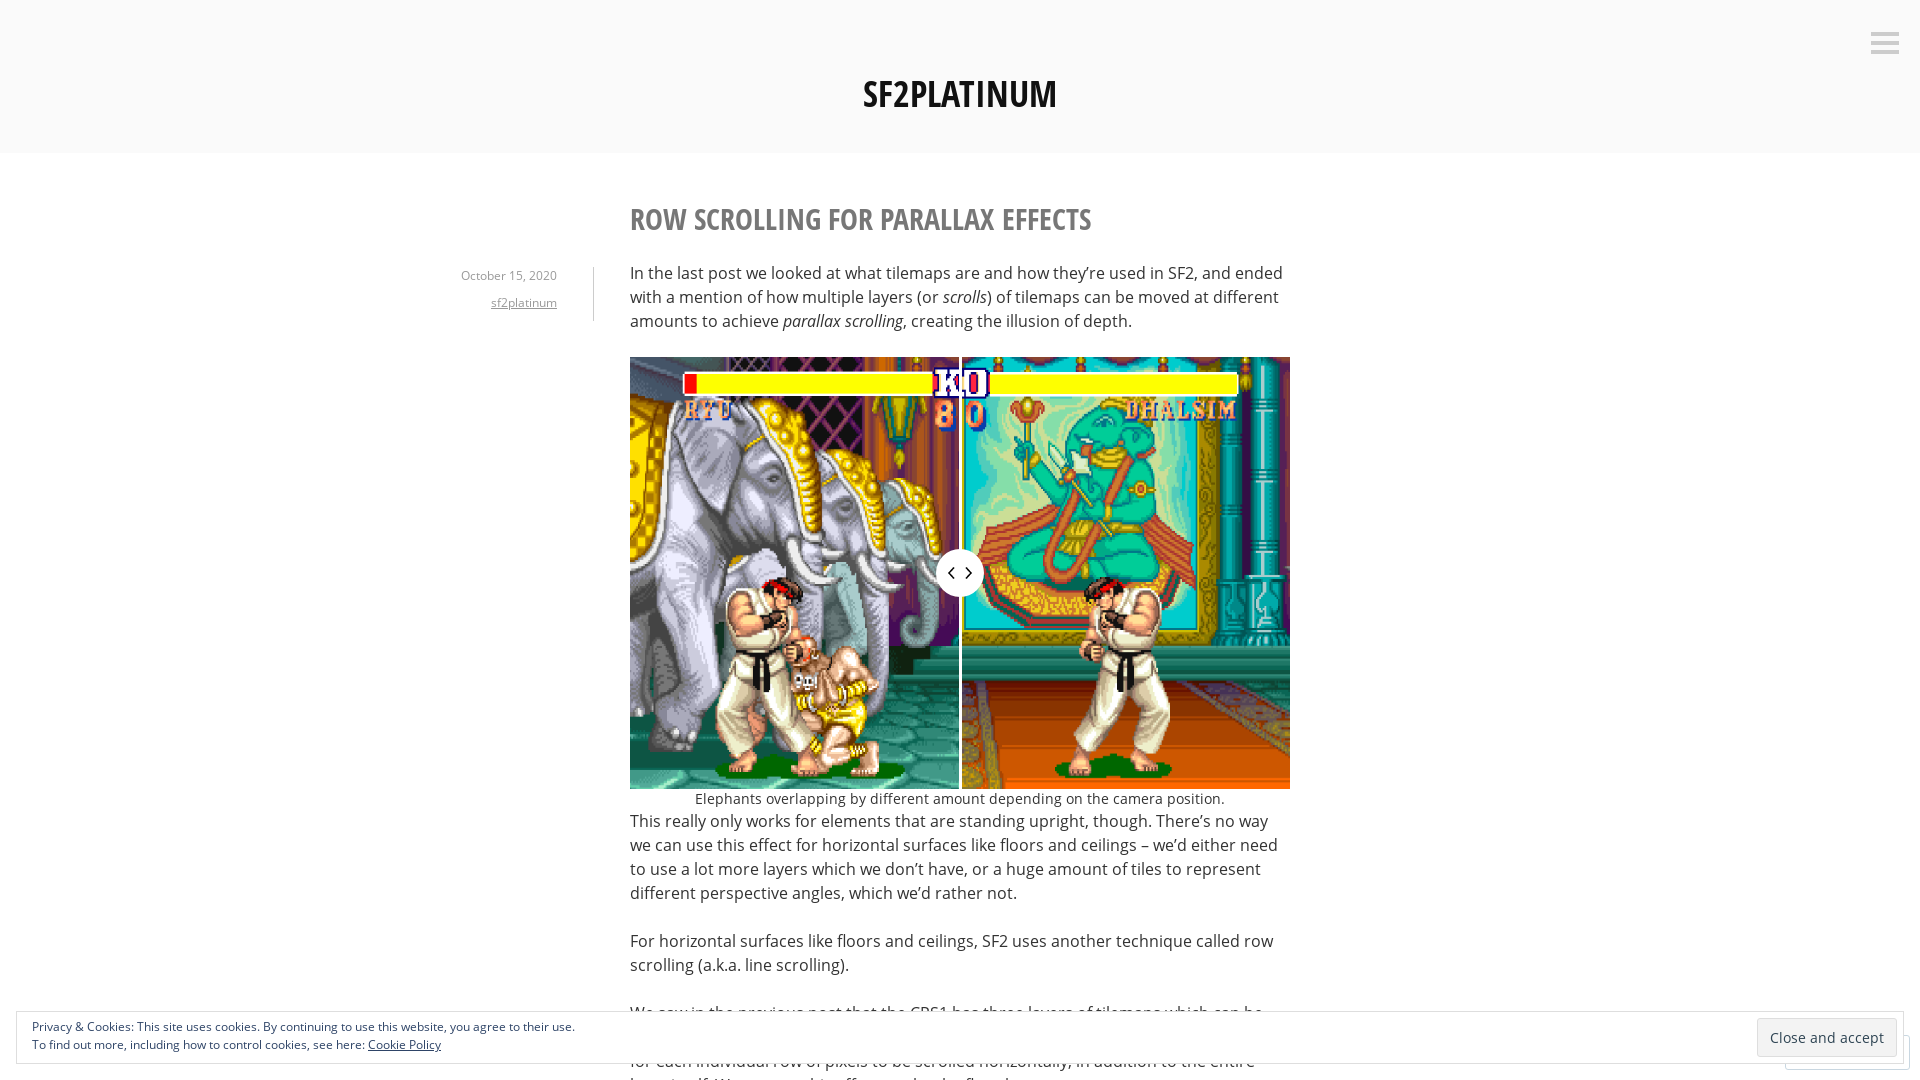 SF2PLATINUM
ROW SCROLLING FOR PARALLAX EFFECTS
October 15, 2020
sf2platinum
In the last post we looked at what tilemaps are and how they’re used in SF2, and ended
with a mention of how multiple layers (or scrolls) of tilemaps can be moved at different
amounts to achieve parallax scrolling, creating the illusion of depth.
KO
RYU
80
DHALSIM
Elephants overlapping by different amount depending on the camera position.
This really only works for elements that are standing upright, though. There’s no way
we can use this effect for horizontal surfaces like floors and ceilings – we’d either need
to use a lot more layers which we don’t have, or a huge amount of tiles to represent
different perspective angles, which we’d rather not.
For horizontal surfaces like floors and ceilings, SF2 uses another technique called row
scrolling (a.k.a. line scrolling).
We saw in the previous post that the CPS1 has three layers of tilemaps which can be
Privacy & Cookies: This site uses cookies. By continuing to use this website, you agree to their use.
To find out more, including how to control cookies, see here: Cookie Policy
Close and accept
for each individual row of pixels to be scrolled horizontally, in addition to the entire